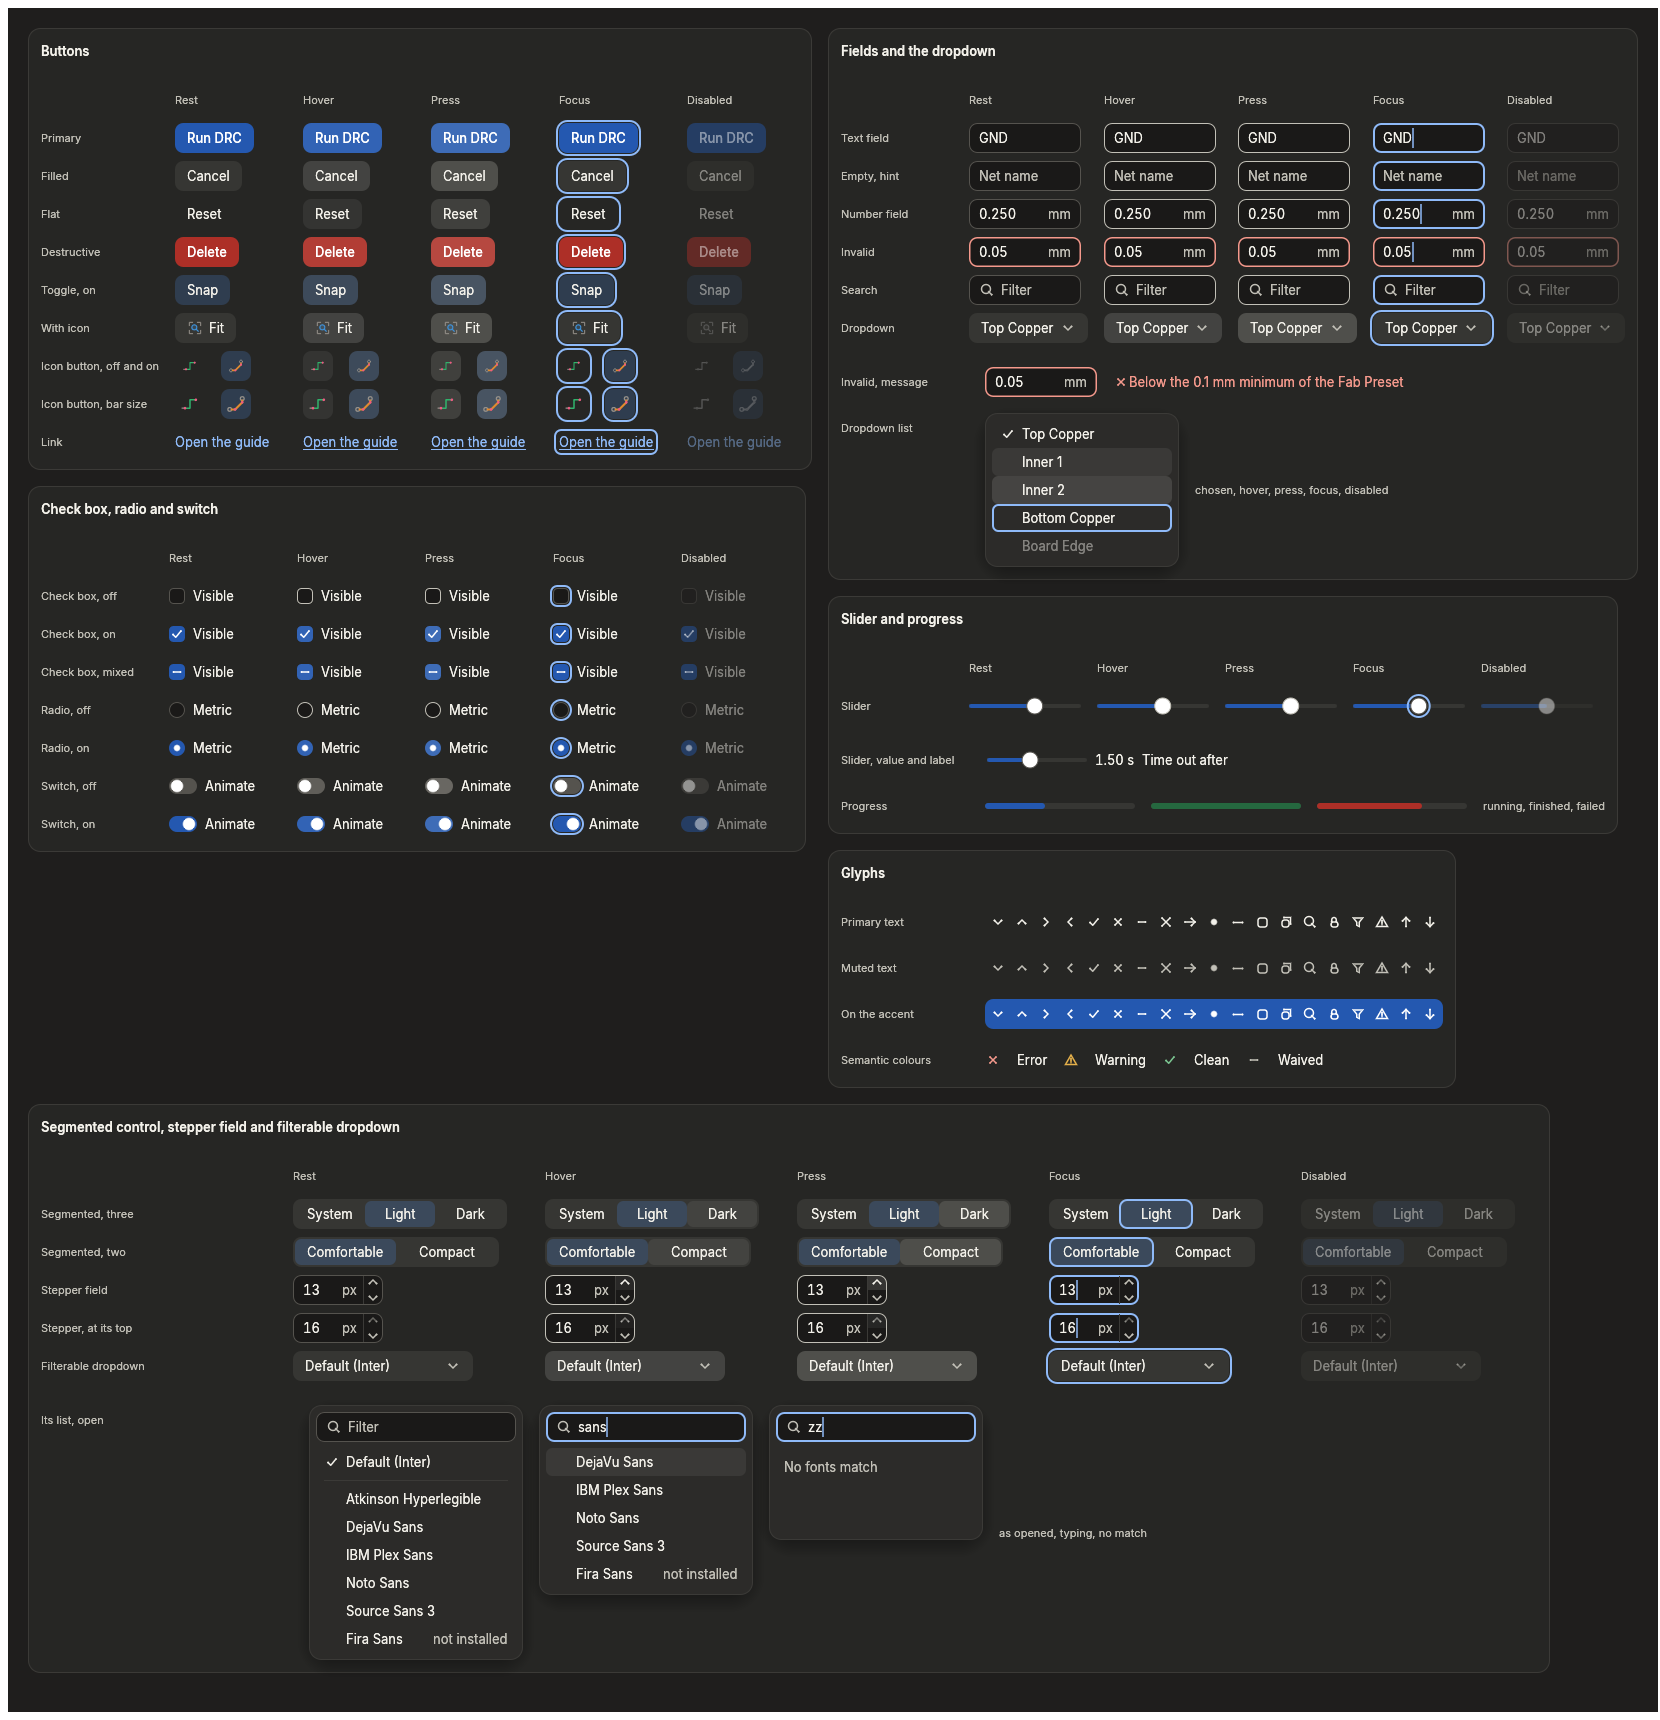 Buttons
Rest Hover Press Focus Disabled
Primary Run DRC Run DRC Run DRC Run DRC Run DRC
Filled Cancel Cancel Cancel Cancel Cancel
Flat Reset Reset Reset Reset Reset
Destructive Delete Delete Delete Delete Delete
Toggle, on Snap Snap Snap Snap Snap
With icon Fit Fit Fit Fit Fit
Icon button, off and on
Icon button, bar size
Link Open the guide Open the guide Open the guide Open the guide Open the guide
Fields and the dropdown
Rest Hover Press Focus Disabled
Text field GND GND GND GND GND
Empty, hint Net name Net name Net name Net name Net name
Number field 0.250 mm 0.250 mm 0.250 mm 0.250 mm 0.250 mm
Invalid 0.05 mm 0.05 mm 0.05 mm 0.05 mm 0.05 mm
Search Filter Filter Filter Filter Filter
Dropdown Top Copper Top Copper Top Copper Top Copper Top Copper
Invalid, message 0.05 mm Below the 0.1 mm minimum of the Fab Preset
Dropdown list Top Copper
Inner 1
Inner 2
chosen, hover, press, focus, disabled
Bottom Copper
Board Edge
Check box, radio and switch
Rest Hover Press Focus Disabled
Check box, off Visible Visible Visible Visible Visible
Check box, on Visible Visible Visible Visible Visible
Check box, mixed Visible Visible Visible Visible Visible
Radio, off Metric Metric Metric Metric Metric
Radio, on Metric Metric Metric Metric Metric
Switch, off Animate Animate Animate Animate Animate
Switch, on Animate Animate Animate Animate Animate
Slider and progress
Rest Hover Press Focus Disabled
Slider
Slider, value and label 1.50 s Time out after
Progress running, finished, failed
Glyphs
Primary text
Muted text
On the accent
Semantic colours Error Warning Clean Waived
Segmented control, stepper field and filterable dropdown
Rest Hover Press Focus Disabled
Segmented, three System Light Dark System Light Dark System Light Dark System Light Dark System Light Dark
Segmented, two Comfortable Compact Comfortable Compact Comfortable Compact Comfortable Compact Comfortable Compact
Stepper field 13 px 13 px 13 px 13 px 13 px
Stepper, at its top 16 px 16 px 16 px 16 px 16 px
Filterable dropdown Default (Inter) Default (Inter) Default (Inter) Default (Inter) Default (Inter)
Its list, open
Filter
Default (Inter)
Atkinson Hyperlegible
DejaVu Sans
IBM Plex Sans
Noto Sans
Source Sans 3
Fira Sans not installed
sans
DejaVu Sans
IBM Plex Sans
Noto Sans
Source Sans 3
Fira Sans not installed
zz
No fonts match
as opened, typing, no match